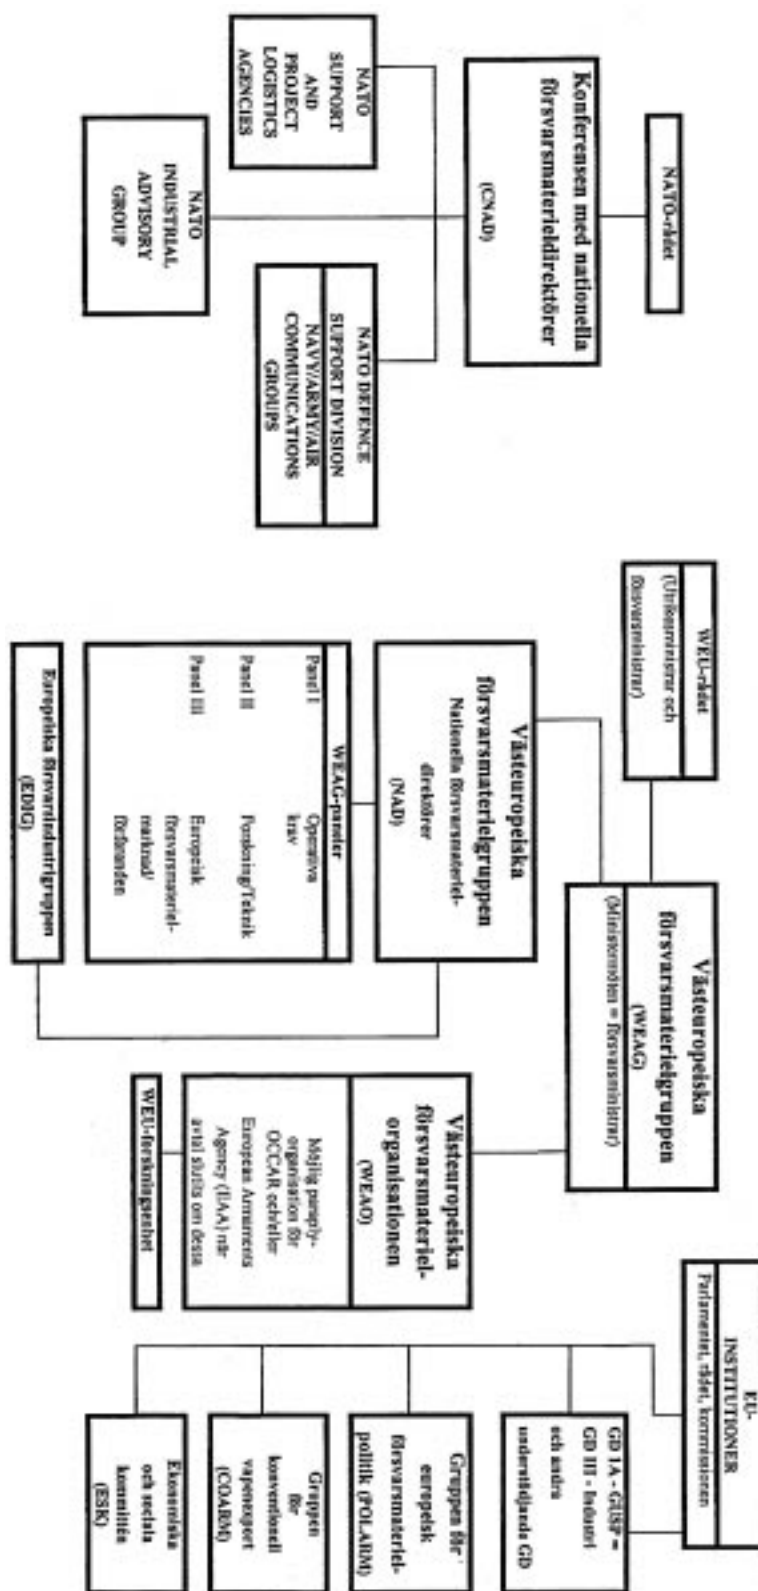 NATO-rådet
Konferensen med nationella
försvarsmaterieldirektörer
(CNAD)
NATO
SUPPORT
AND
PROJECT
LOGISTICS
AGENCIES
NATO
INDUSTRIAL
ADVISORY
GROUP
NATO DEFENCE
SUPPORT DIVISION
NAVY/ARMY/AIR
COMMUNICATIONS
GROUPS
WEU-rådet
(Utrikesministrar och
försvarsministrar)
Västeuropeiska
försvarsmaterielgruppen
(WEAG)
(Ministermöten = försvarsministrar)
Västeuropeiska
försvarsmaterielgruppen
Nationella försvarsmateriel-
direktörer
(NAD)
WEAG-paneler
Panel I Operativa
krav
Panel II Forskning/Teknik
Panel III Europeisk
försvarsmateriel-
marknad/
förfaranden
Europeiska försvarsindustrigruppen
(EDIG)
Västeuropeiska
försvarsmateriel-
organisationen
(WEAO)
Möjlig paraply-
organisation för
OCCAR och/eller
European Armaments
Agency (EAA) när
avtal slutits om dessa
WEU-forskningsenhet
EU-
INSTITUTIONER
Parlamentet, rådet, kommissionen
GD 1A - GUSP =
GD III - Industri
och andra
understödjande GD
Gruppen för
europeisk
försvarsmateriel-
politik (POLARM)
Gruppen
för
konventionell
vapenexport
(COARM)
Ekonomiska
och sociala
kommittén
(ESK)